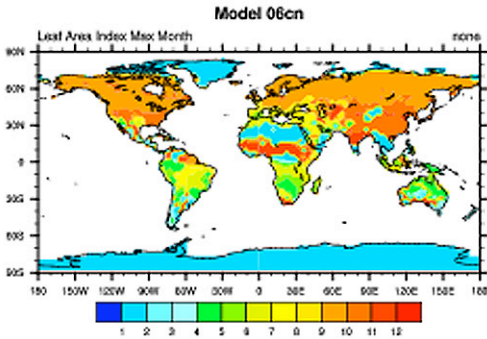 Model 06cn
Leaf Area Index Max Month none
90N
60N
30N
0
30S
60S
90S
180 150W 120W 90W 60W 30W 0 30E 60E 90E 120E 150E 180
1 2 3 4 5 6 7 8 9 10 11 12